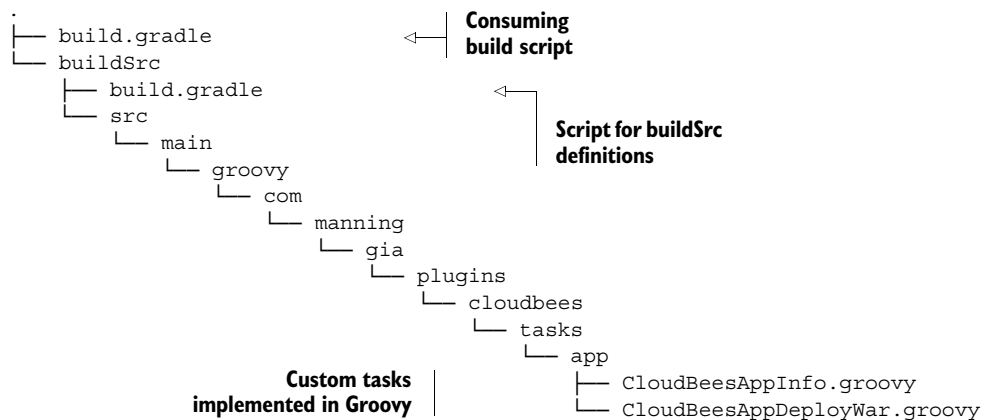 .
├── build.gradle
Consuming
build script
└── buildSrc
├── build.gradle
Script for buildSrc
definitions
└── src
└── main
└── groovy
└── com
└── manning
└── gia
└── plugins
└── cloudbees
└── tasks
└── app
Custom tasks
implemented in Groovy
├── CloudBeesAppInfo.groovy
└── CloudBeesAppDeployWar.groovy